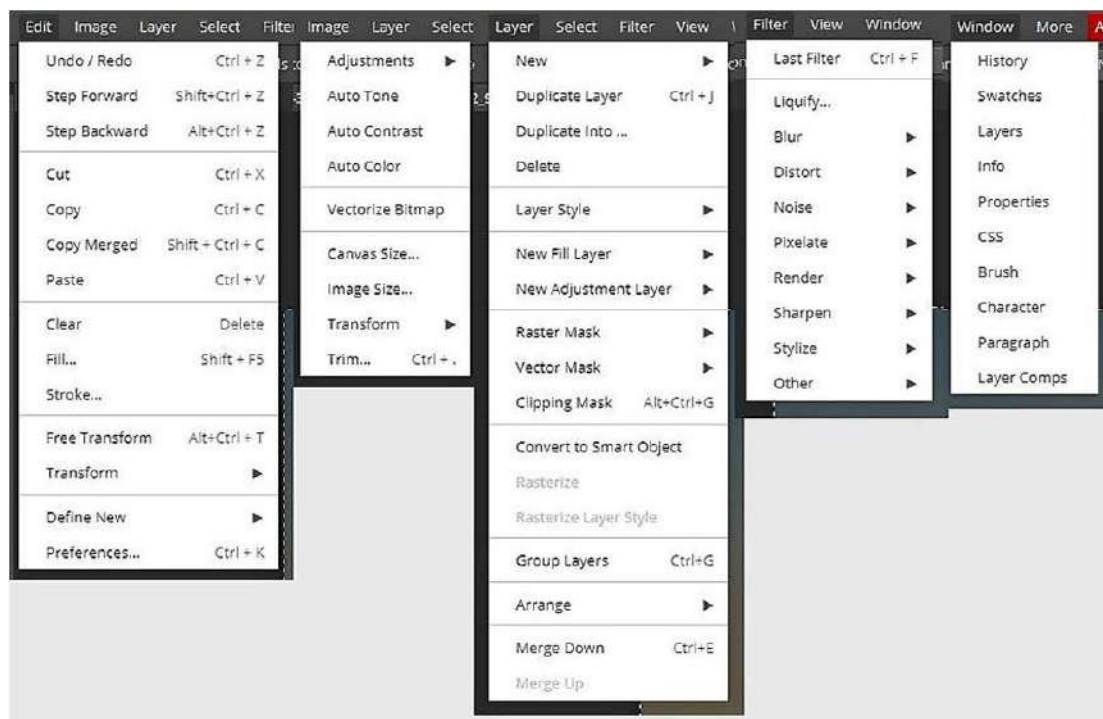 Edit Image Layer Select Filter
Undo / Redo Ctrl + Z
Step Forward Shift+Ctrl + Z
Step Backward Alt+Ctrl + Z
Cut Ctrl + X
Copy Ctrl + C
Copy Merged Shift + Ctrl + C
Paste Ctrl + V
Clear Delete
Fill... Shift + F5
Stroke...
Free Transform Alt+Ctrl + T
Transform
Define New
Preferences... Ctrl + K
Image Layer Select
Adjustments
Auto Tone
Auto Contrast
Auto Color
Vectorize Bitmap
Canvas Size...
Image Size...
Transform
Trim... Ctrl + .
Layer Select Filter View
New
Duplicate Layer Ctrl + J
Duplicate Into ...
Delete
Layer Style
New Fill Layer
New Adjustment Layer
Raster Mask
Vector Mask
Clipping Mask Alt+Ctrl+G
Convert to Smart Object
Rasterize
Rasterize Layer Style
Group Layers Ctrl+G
Arrange
Merge Down Ctrl+E
Merge Up
Filter View Window
Last Filter Ctrl + F
Liquify...
Blur
Distort
Noise
Pixelate
Render
Sharpen
Stylize
Other
Window More A
History
Swatches
Layers
Info
Properties
CSS
Brush
Character
Paragraph
Layer Comps